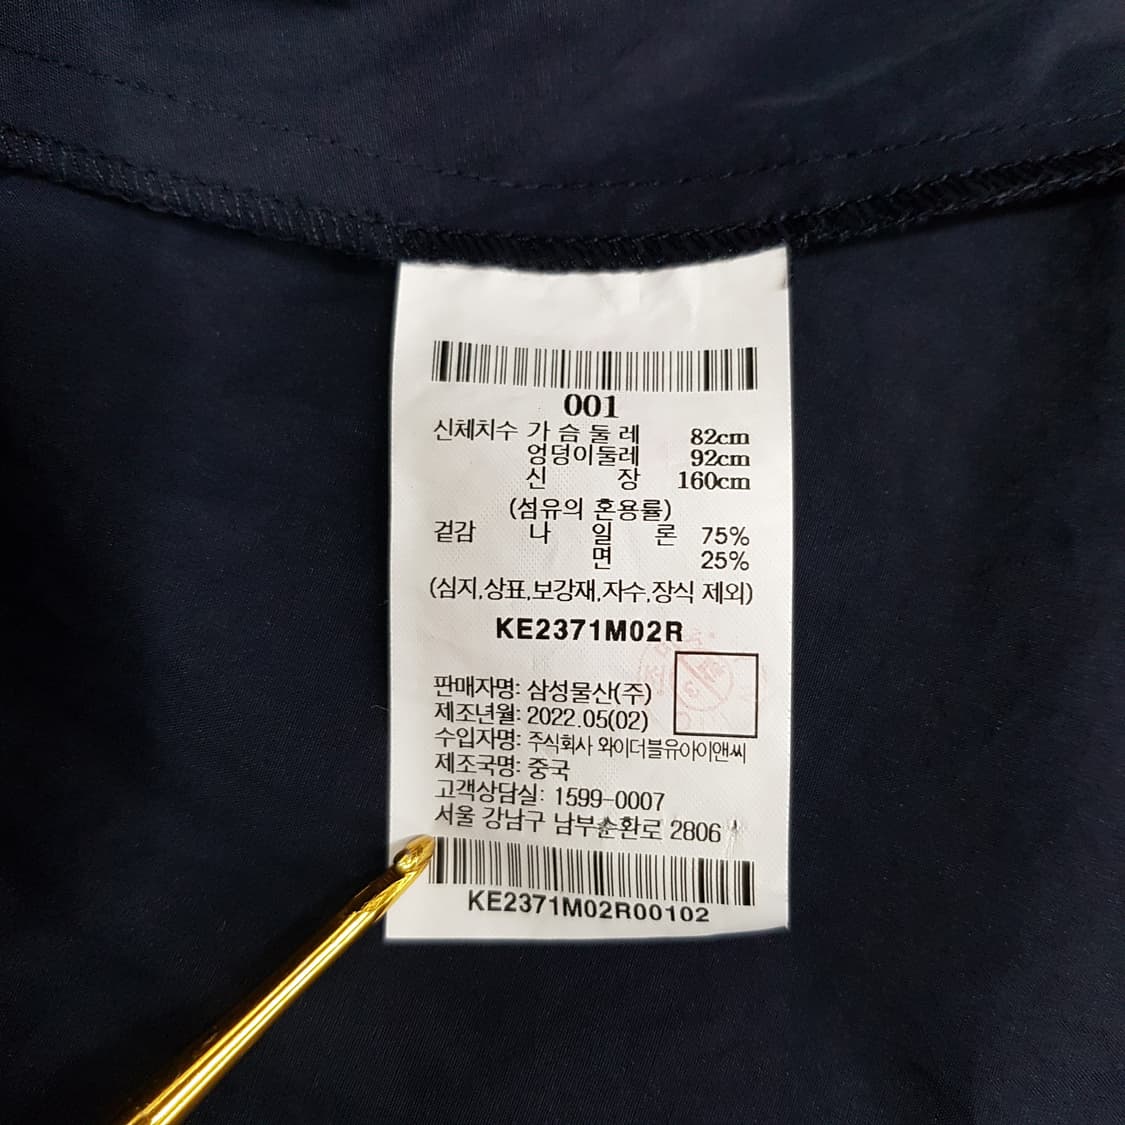 001
신체치수 가슴둘레 82cm
엉덩이둘레 92cm
신장 160cm
(섬유의 혼용률)
겉감 나일론 75%
면 25%
(심지,상표,보강재,자수,장식 제외)
KE2371M02R
판매자명: 삼성물산(주)
제조년월: 2022.05(02)
수입자명: 주식회사 와이더블유아이앤씨
제조국명: 중국
고객상담실: 1599-0007
서울 강남구 남부순환로 2806
KE2371M02R00102